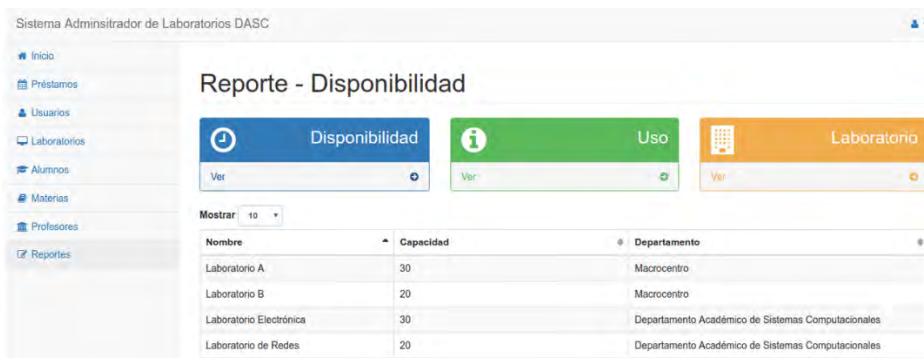 Sistema Adminsitrador de Laboratorios DASC
Inicio
Préstamos
Usuarios
Laboratorios
Alumnos
Materias
Profesores
Reportes
Reporte - Disponibilidad
Disponibilidad
Ver
Uso
Ver
Laboratorio
Ver
Mostrar 10
Nombre Capacidad Departamento
Laboratorio A 30 Macrocentro
Laboratorio B 20 Macrocentro
Laboratorio Electrónica 30 Departamento Académico de Sistemas Computacionales
Laboratorio de Redes 20 Departamento Académico de Sistemas Computacionales